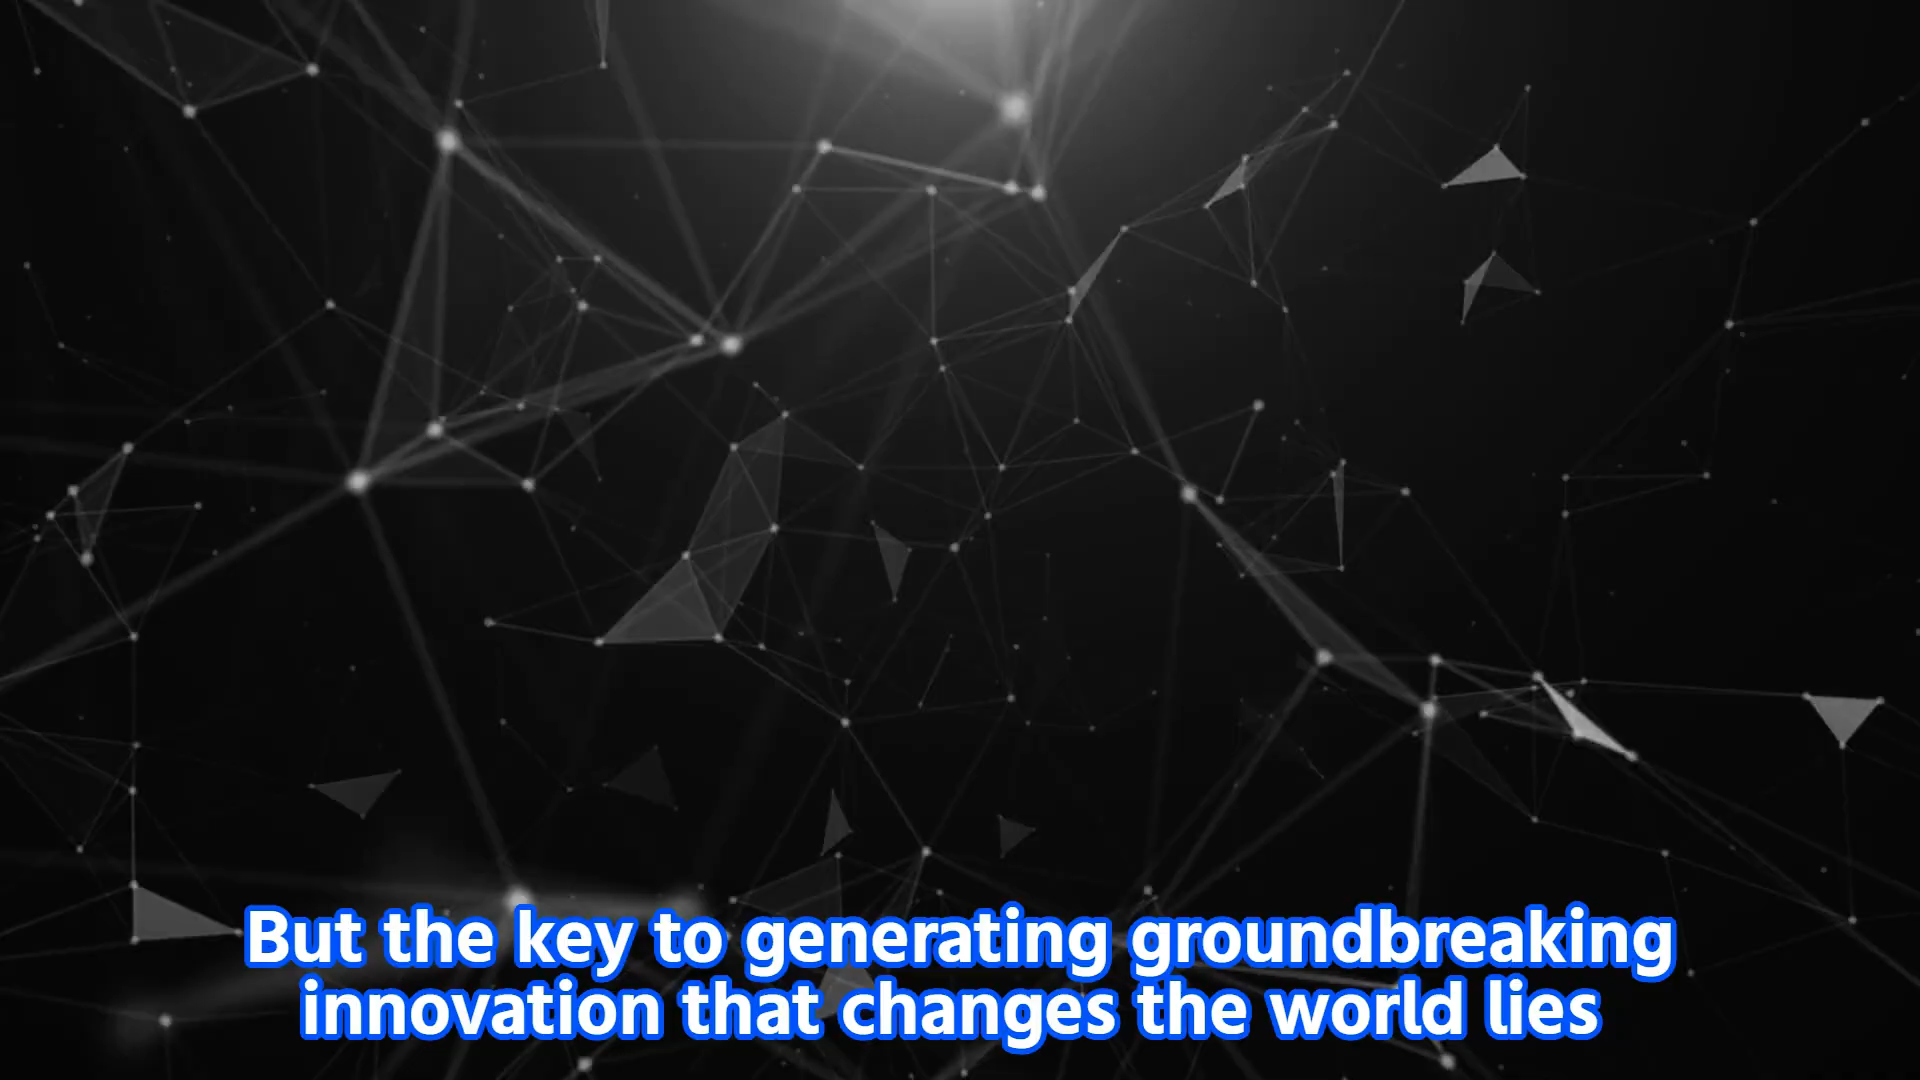 But the key to generating groundbreaking
innovation that changes the world lies